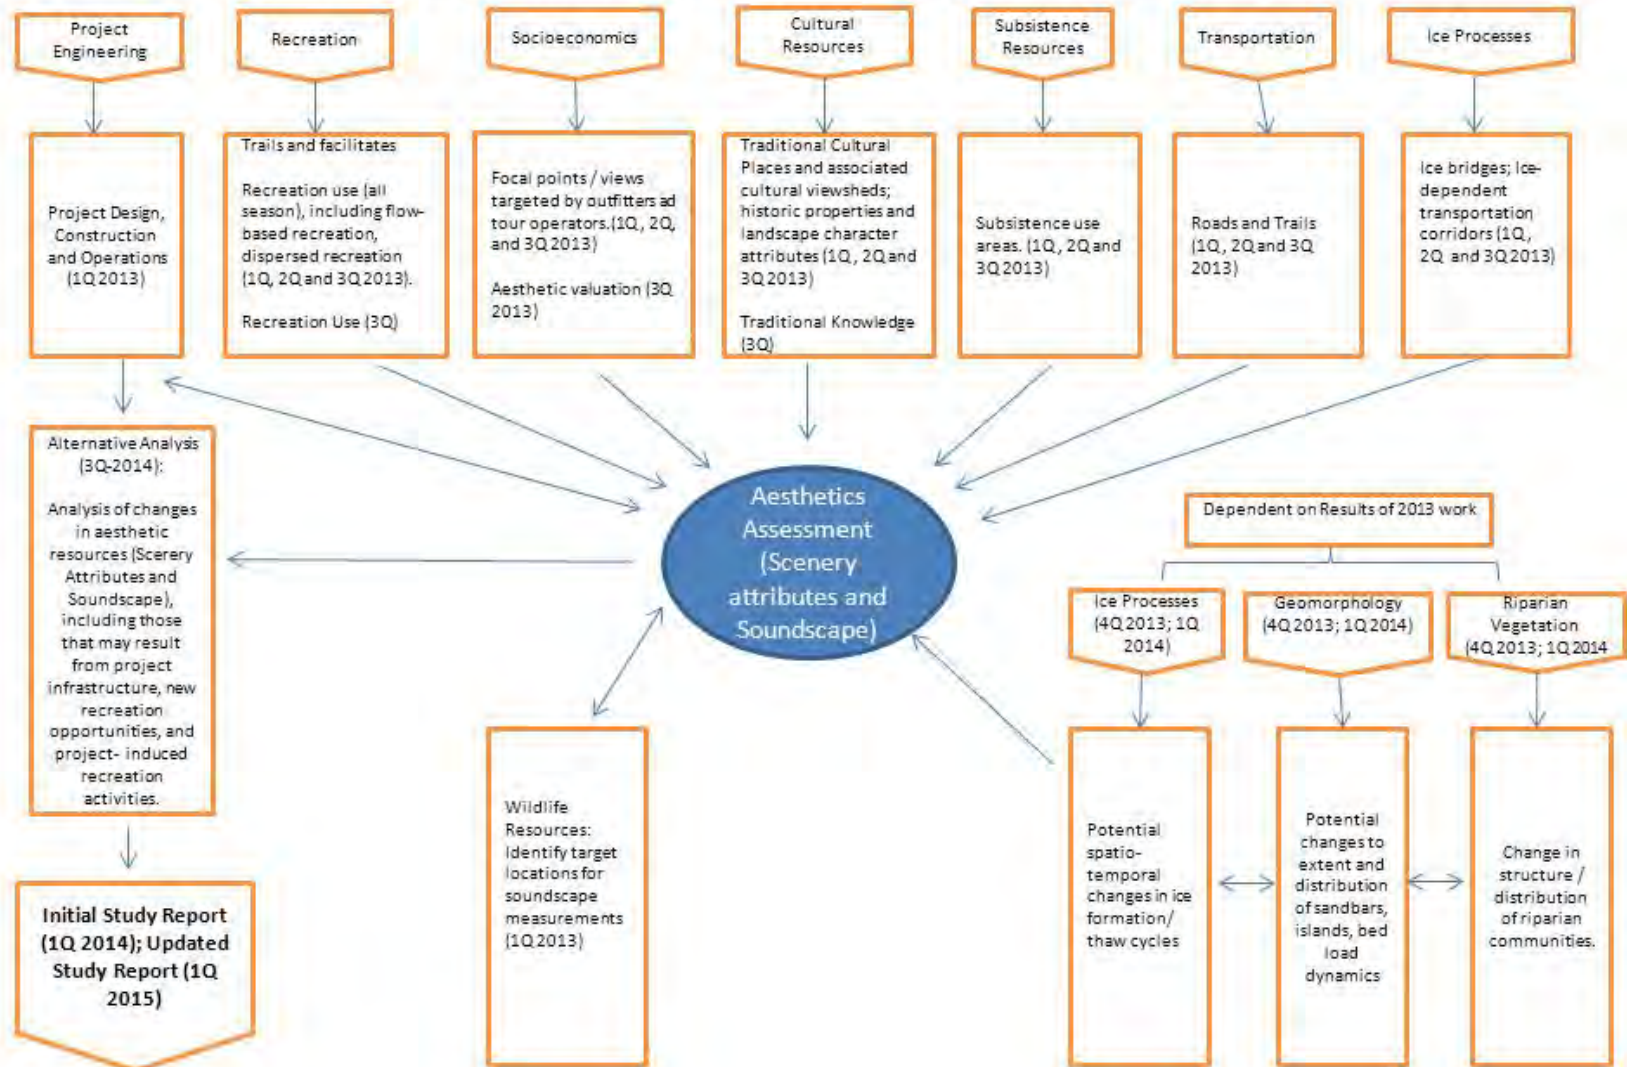 Project
Engineering
Recreation
Socioeconomics
Cultural
Resources
Subsistence
Resources
Transportation
Ice Processes
Project Design,
Construction
and Operations
(1Q 2013)
Trails and facilitates
Recreation use (all
season), including flow-
based recreation,
dispersed recreation
(1Q, 2Q and 3Q 2013).
Recreation Use (3Q)
Focal points / views
targeted by outfitters ad
tour operators.(1Q, 2Q,
and 3Q 2013)
Aesthetic valuation (3Q
2013)
Traditional Cultural
Places and associated
cultural viewsheds;
historic properties and
landscape character
attributes (1Q, 2Q and
3Q 2013)
Traditional Knowledge
(3Q)
Subsistence use
areas. (1Q, 2Q and
3Q 2013)
Roads and Trails
(1Q, 2Q and 3Q
2013)
Ice bridges; Ice-
dependent
transportation
corridors (1Q,
2Q and 3Q 2013)
Alternative Analysis
(3Q-2014):
Analysis of changes
in aesthetic
resources (Scerery
Attributes and
Soundscape),
including those
that may result
from project
infrastructure, new
recreation
opportunities, and
project- induced
recreation
activities.
Aesthetics
Assessment
(Scenery
attributes and
Soundscape)
Dependent on Results of 2013 work
Ice Processes
(4Q 2013; 1Q
2014)
Geomorphology
(4Q 2013; 1Q 2014)
Riparian
Vegetation
(4Q 2013; 1Q 2014
Wildlife
Resources:
Identify target
locations for
soundscape
measurements
(1Q 2013)
Potential
spatio-
temporal
changes in ice
formation/
thaw cycles
Potential
changes to
extent and
distribution
of sandbars,
islands, bed
load
dynamics
Change in
structure /
distribution
of riparian
communities.
Initial Study Report
(1Q 2014); Updated
Study Report (1Q
2015)